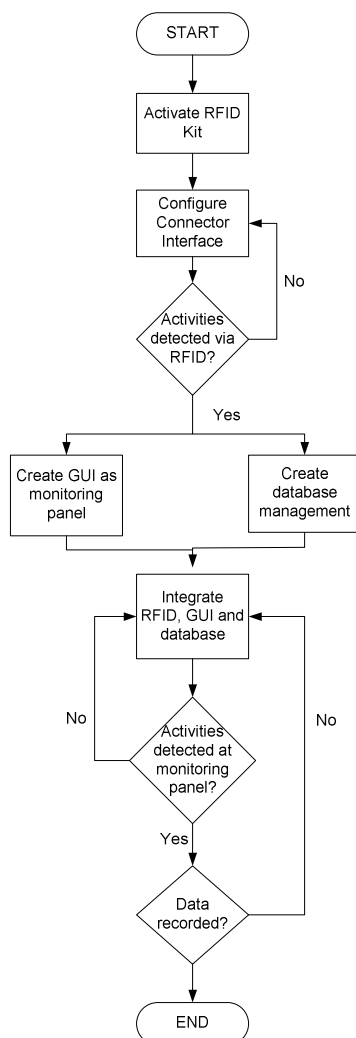 START
Activate RFID
Kit
Configure
Connector
Interface
No
Activities
detected via
RFID?
Yes
Create GUI as
monitoring
panel
Create
database
management
Integrate
RFID, GUI and
database
No
No
Activities
detected at
monitoring
panel?
Yes
Data
recorded?
END